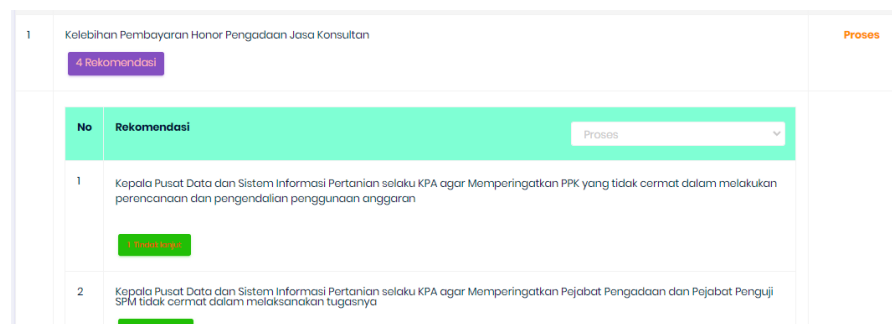 1 Kelebihan Pembayaran Honor Pengadaan Jasa Konsultan Proses
4 Rekomendasi
No Rekomendasi Proses
1 Kepala Pusat Data dan Sistem Informasi Pertanian selaku KPA agar Memperingatkan PPK yang tidak cermat dalam melakukan
perencanaan dan pengendalian penggunaan anggaran
1
2 Kepala Pusat Data dan Sistem Informasi Pertanian selaku KPA agar Memperingatkan Pejabat Pengadaan dan Pejabat Penguji
SPM tidak cermat dalam melaksanakan tugasnya